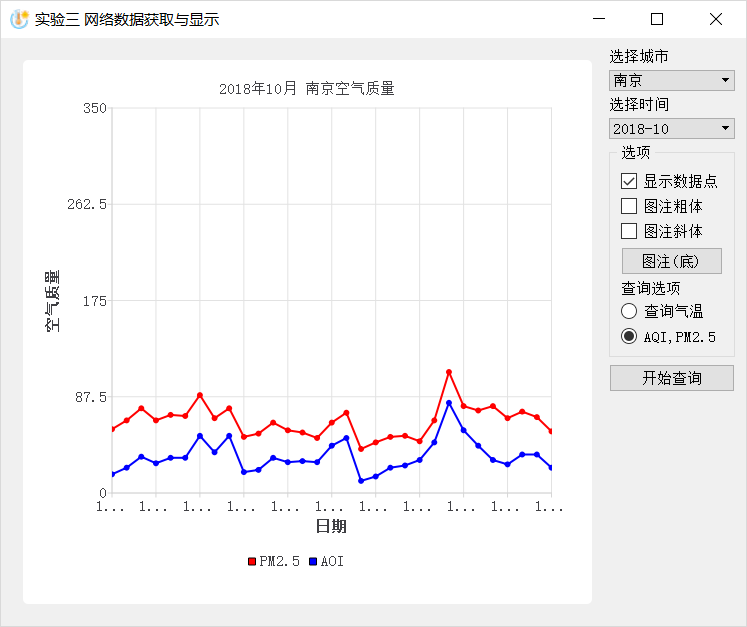 实验三 网络数据获取与显示
2018年10月 南京空气质量
350
262.5
175
87.5
0
空气质量
1... 1... 1... 1... 1... 1... 1... 1... 1... 1... 1...
日期
PM2.5 AQI
选择城市
南京
选择时间
2018-10
选项
显示数据点
图注粗体
图注斜体
图注(底)
查询选项
查询气温
AQI,PM2.5
开始查询